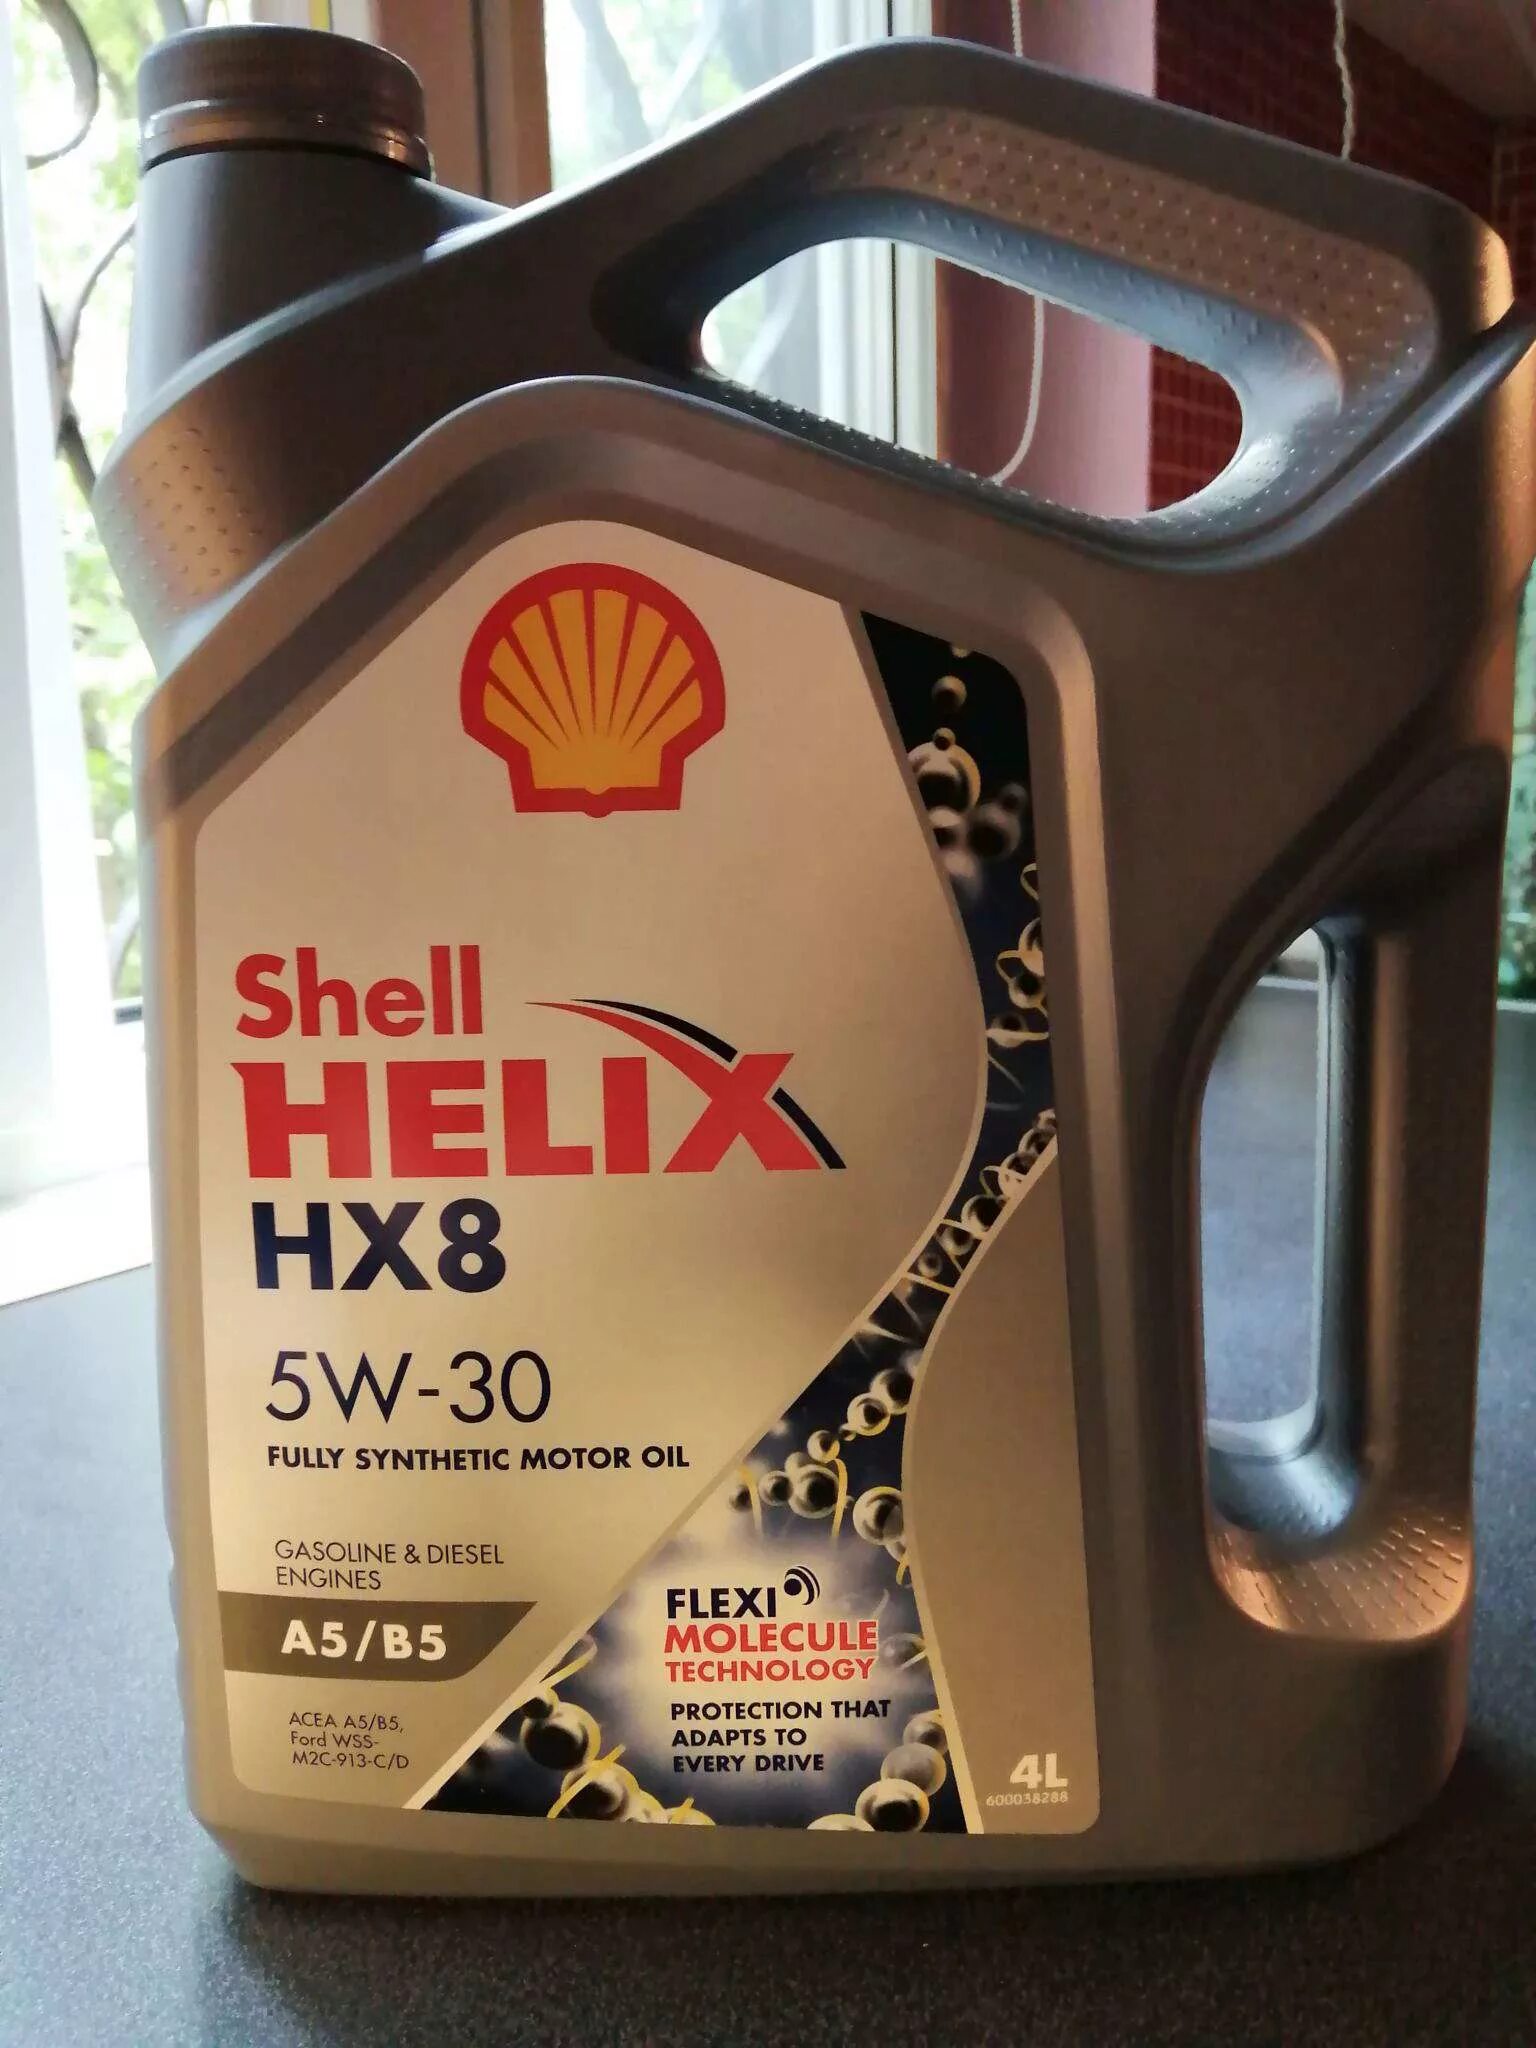 Shell
HELIX
HX8
5W-30
FULLY SYNTHETIC MOTOR OIL
GASOLINE & DIESEL
ENGINES
A5/B5
ACEA A5/B5,
Ford WSS-
M2C-913-C/D
FLEXI
MOLECULE
TECHNOLOGY
PROTECTION THAT
ADAPTS TO
EVERY DRIVE
4L
600038288